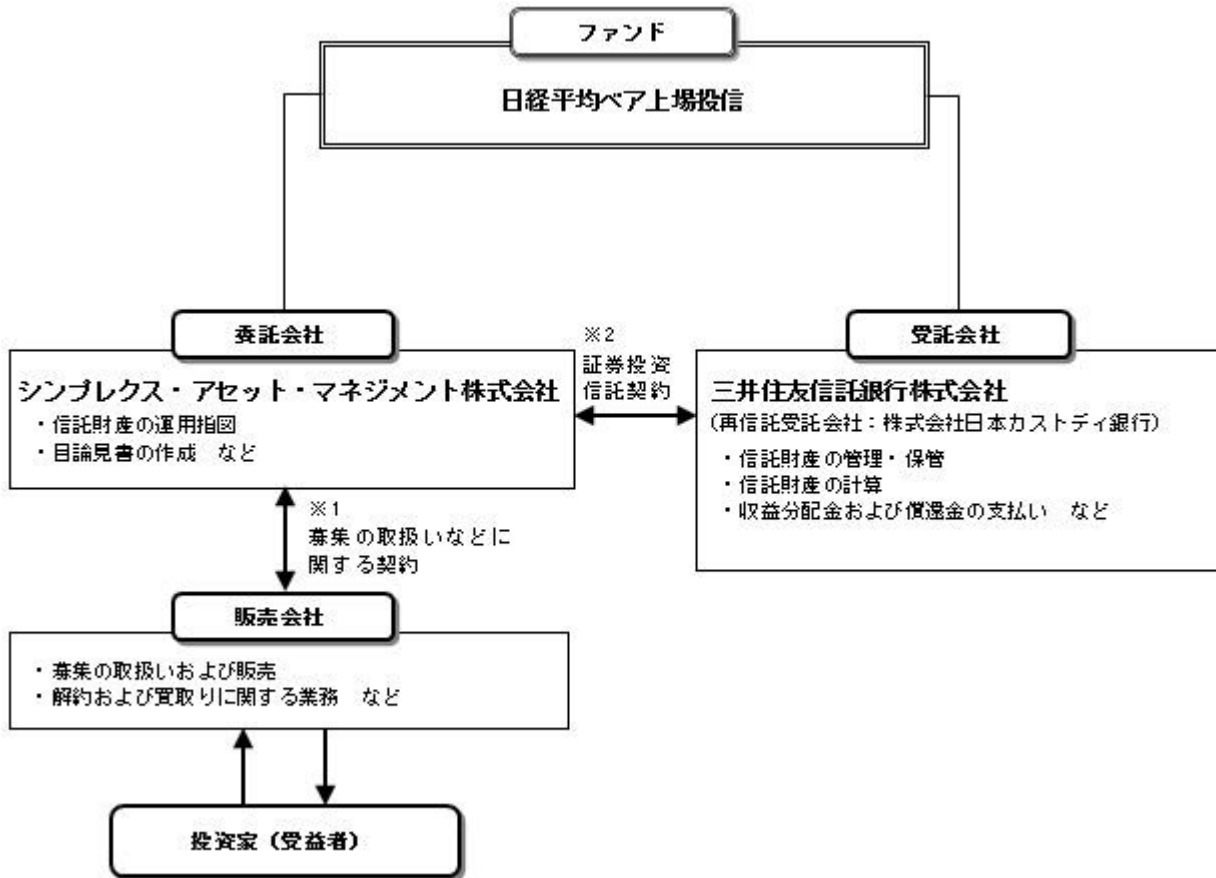 ファンド
日経平均ベア上場投信
委託会社
シンプレクス・アセット・マネジメント株式会社
・信託財産の運用指図
・目論見書の作成 など
※2
証券投資
信託契約
受託会社
三井住友信託銀行株式会社
(再信託受託会社:株式会社日本カストディ銀行)
・信託財産の管理・保管
・信託財産の計算
・収益分配金および償還金の支払い など
※1
募集の取扱いなどに
関する契約
販売会社
・募集の取扱いおよび販売
・解約および買取りに関する業務 など
投資家(受益者)